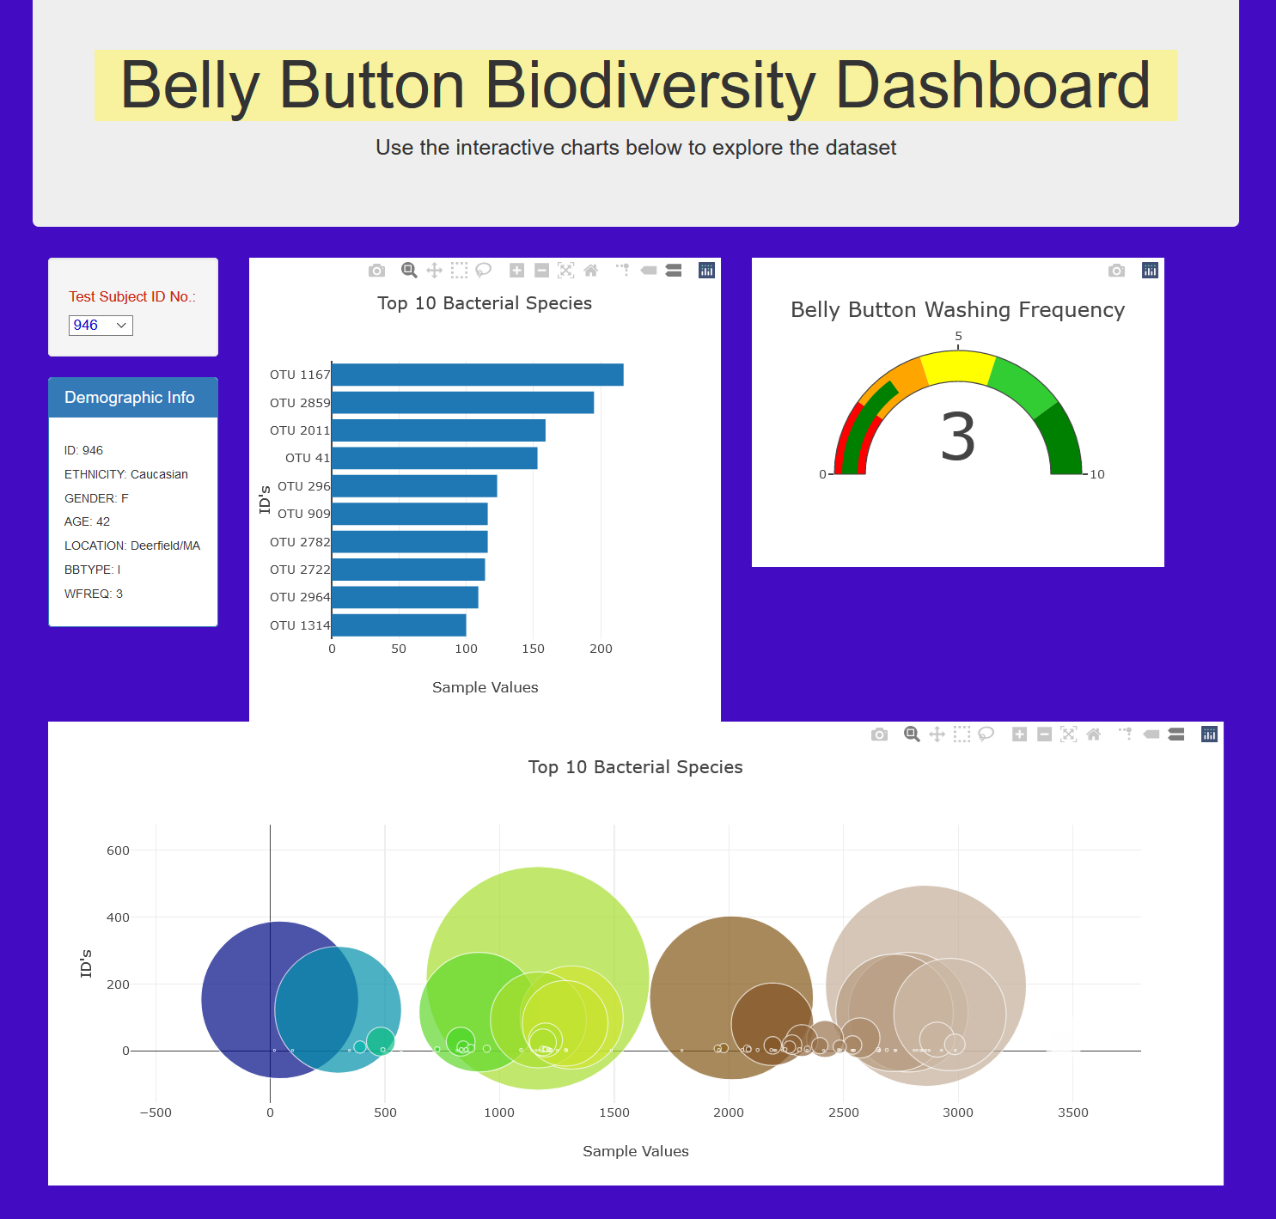 Belly Button Biodiversity Dashboard
Use the interactive charts below to explore the dataset
Test Subject ID No.:
946
Demographic Info
ID: 946
ETHNICITY: Caucasian
GENDER: F
AGE: 42
LOCATION: Deerfield/MA
BBTYPE: I
WFREQ: 3
Top 10 Bacterial Species
ID's
OTU 1167
OTU 2859
OTU 2011
OTU 41
OTU 296
OTU 909
OTU 2782
OTU 2722
OTU 2964
OTU 1314
0 50 100 150 200
Sample Values
Belly Button Washing Frequency
5
3
0 10
Top 10 Bacterial Species
ID's
600
400
200
0
−500 0 500 1000 1500 2000 2500 3000 3500
Sample Values